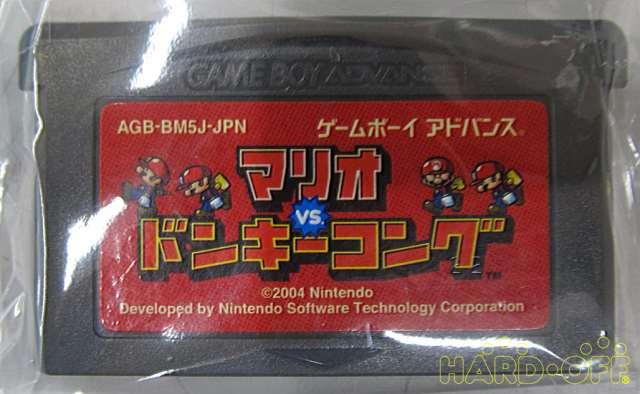 GAME BOY ADVANCE
AGB-BM5J-JPN ゲームボーイ アドバンス®
マリオ
VS.
ドンキーコング™
©2004 Nintendo
Developed by Nintendo Software Technology Corporation
HARD·OFF